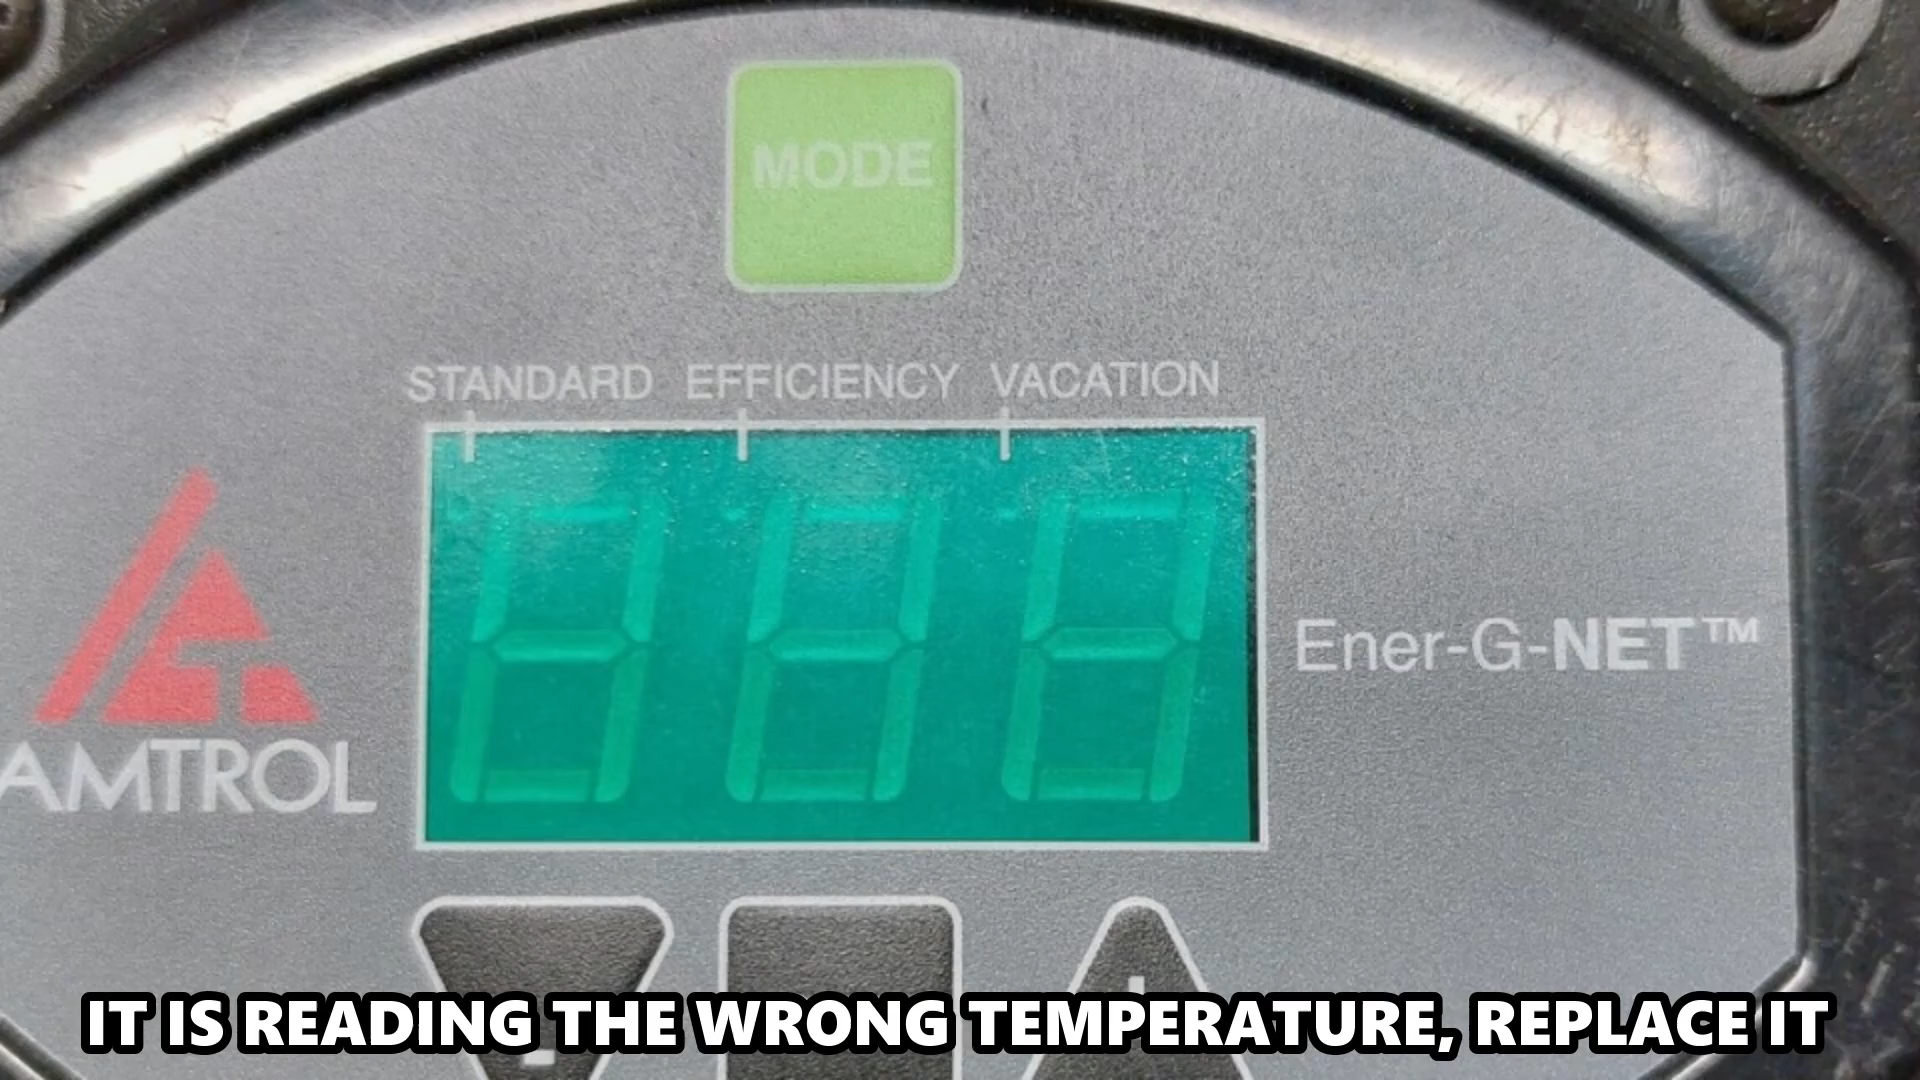 MODE
STANDARD EFFICIENCY VACATION
Ener-G-NET™
AMTROL
IT IS READING THE WRONG TEMPERATURE, REPLACE IT